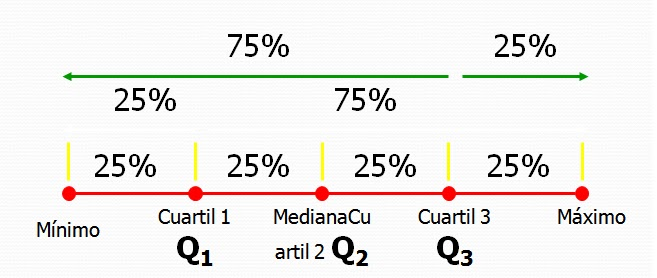 75% 25%
25% 75%
25% 25% 25% 25%
Mínimo Cuartil 1 MedianaCu Cuartil 3 Máximo
Q1 artil 2 Q2 Q3